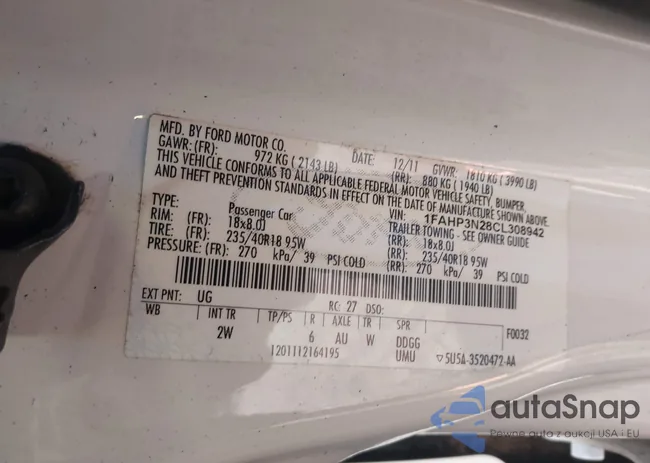 MFD. BY FORD MOTOR CO.
DATE: 12/11 GVWR: 1810 KG (3990 LB)
GAWR: (FR): 972 KG (2143 LB) (RR): 880 KG (1940 LB)
THIS VEHICLE CONFORMS TO ALL APPLICABLE FEDERAL MOTOR VEHICLE SAFETY, BUMPER,
AND THEFT PREVENTION STANDARDS IN EFFECT ON THE DATE OF MANUFACTURE SHOWN ABOVE.
VIN: 1FAHP3N28CL308942
TYPE: Passenger Car TRAILER TOWING - SEE OWNER GUIDE
RIM: (FR): 18x8.0J (RR): 18x8.0J
TIRE: (FR): 235/40R18 95W (RR): 235/40R18 95W
PRESSURE: (FR): 270 kPa/ 39 PSI COLD (RR): 270 kPa/ 39 PSI COLD
EXT PNT: UG RC: 27 DSO:
WB INT TR TP/PS R AXLE TR SPR F0032
2W 6 AU W DDGG
1201112164195 UMU ▽5U5A-3520472-AA
autaSnap
Pewne auta z aukcji USA i EU